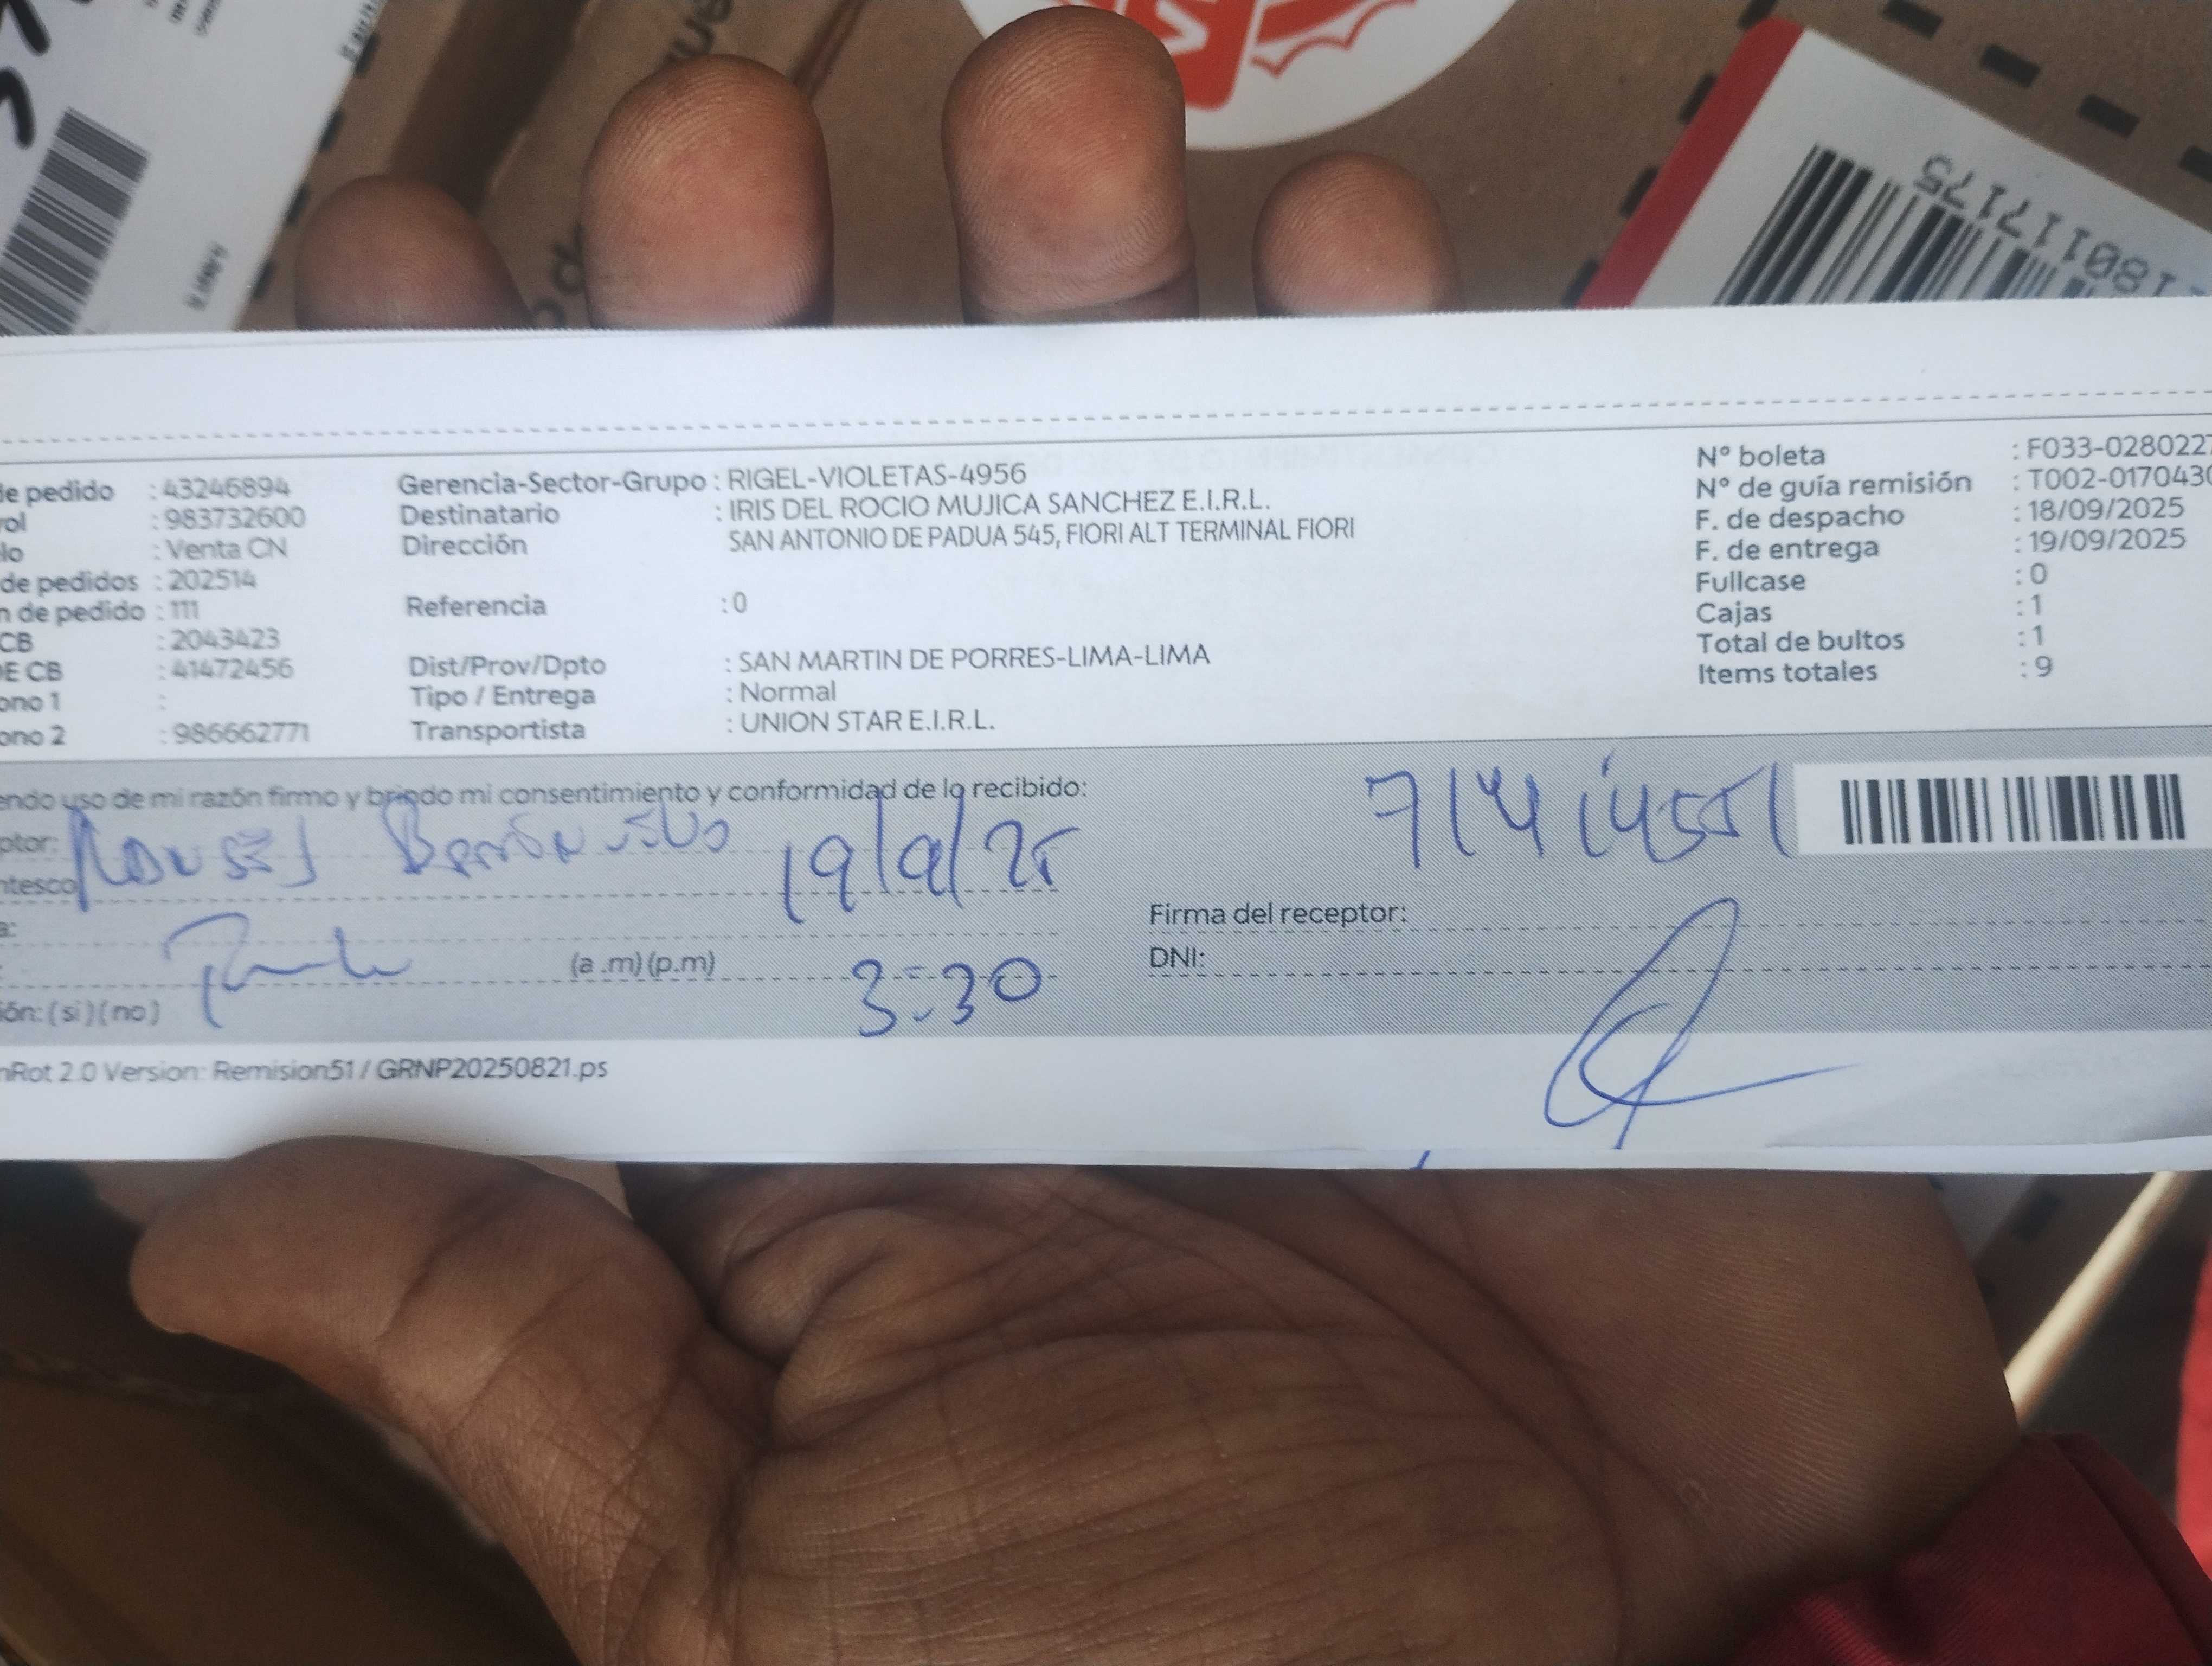 1801171175
de pedido : 43246894
rol : 983732600
lo : Venta CN
de pedidos : 202514
n de pedido : 111
CB : 2043423
E CB : 41472456
ono 1 :
ono 2 : 986662771
Gerencia-Sector-Grupo : RIGEL-VIOLETAS-4956
Destinatario : IRIS DEL ROCIO MUJICA SANCHEZ E.I.R.L.
Dirección SAN ANTONIO DE PADUA 545, FIORI ALT TERMINAL FIORI
Referencia : 0
Dist/Prov/Dpto : SAN MARTIN DE PORRES-LIMA-LIMA
Tipo / Entrega : Normal
Transportista : UNION STAR E.I.R.L.
N° boleta : F033-0280227
N° de guía remisión : T002-0170430
F. de despacho : 18/09/2025
F. de entrega : 19/09/2025
Fullcase : 0
Cajas : 1
Total de bultos : 1
Items totales : 9
endo uso de mi razón firmo y brindo mi consentimiento y conformidad de lo recibido:
ptor:
ntesco
19/9/25
a:
(a .m) (p.m) 3:30
ión: (si) (no)
Firma del receptor:
DNI:
nRot 2.0 Version: Remision51 / GRNP20250821.ps